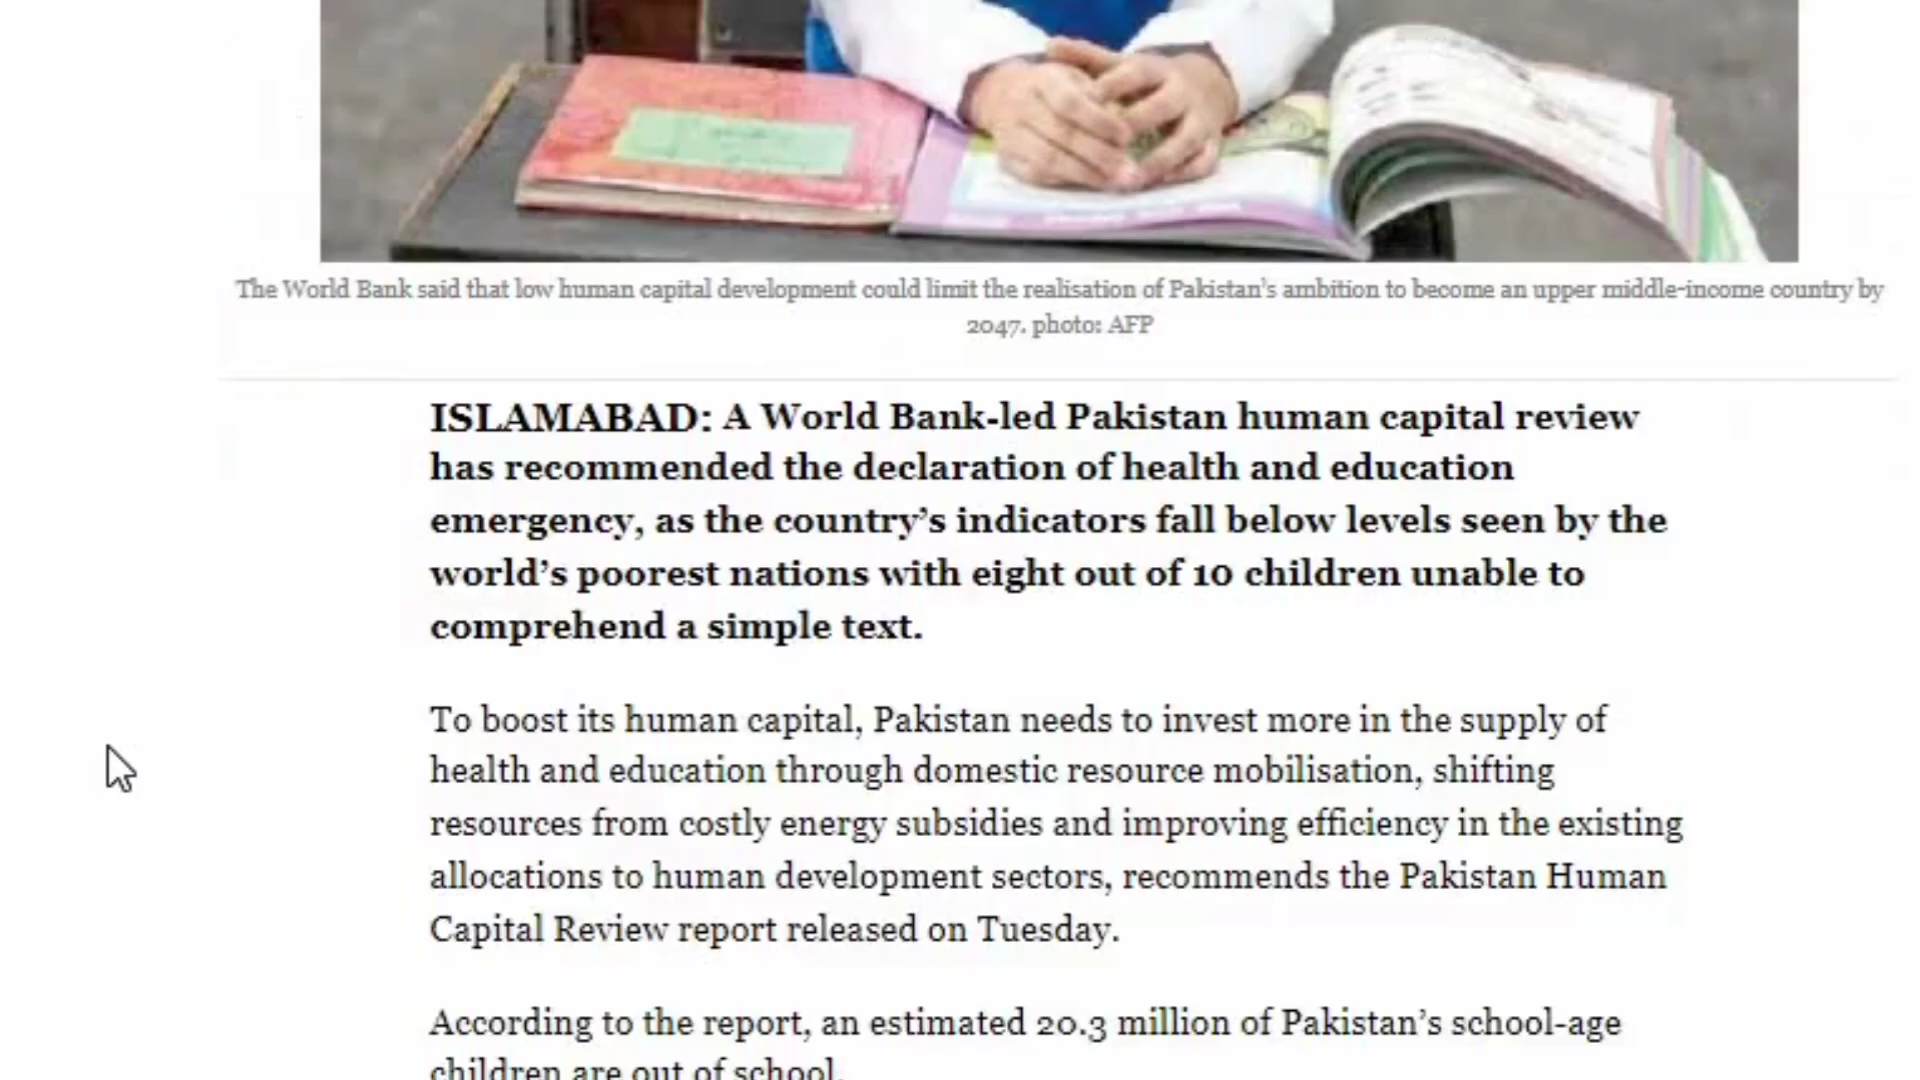 The World Bank said that low human capital development could limit the realisation of Pakistan's ambition to become an upper middle-income country by
2047. photo: AFP
ISLAMABAD: A World Bank-led Pakistan human capital review
has recommended the declaration of health and education
emergency, as the country's indicators fall below levels seen by the
world's poorest nations with eight out of 10 children unable to
comprehend a simple text.
To boost its human capital, Pakistan needs to invest more in the supply of
health and education through domestic resource mobilisation, shifting
resources from costly energy subsidies and improving efficiency in the existing
allocations to human development sectors, recommends the Pakistan Human
Capital Review report released on Tuesday.
According to the report, an estimated 20.3 million of Pakistan's school-age
children are out of school.